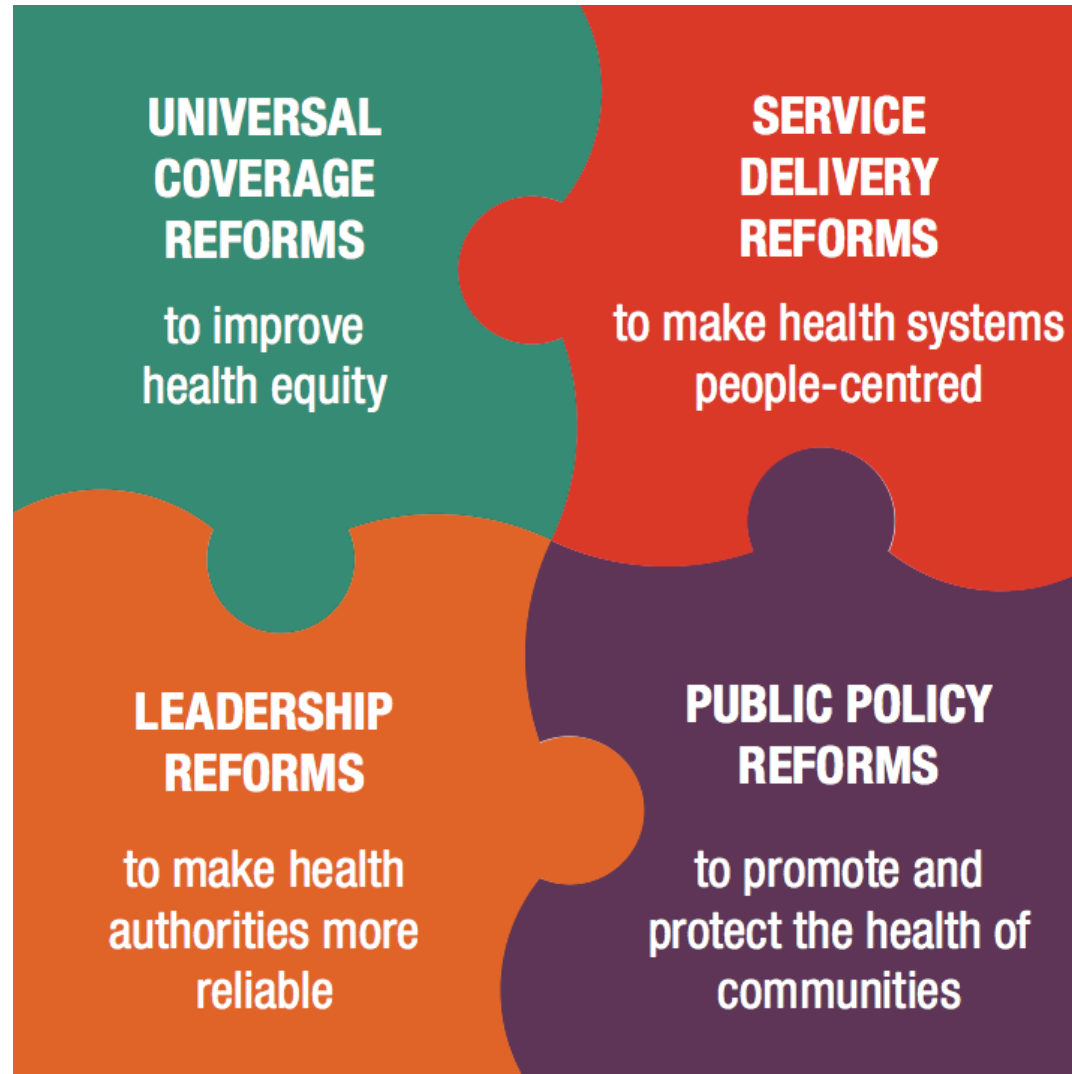 UNIVERSAL
COVERAGE
REFORMS
to improve
health equity
SERVICE
DELIVERY
REFORMS
to make health systems
people-centred
LEADERSHIP
REFORMS
to make health
authorities more
reliable
PUBLIC POLICY
REFORMS
to promote and
protect the health of
communities